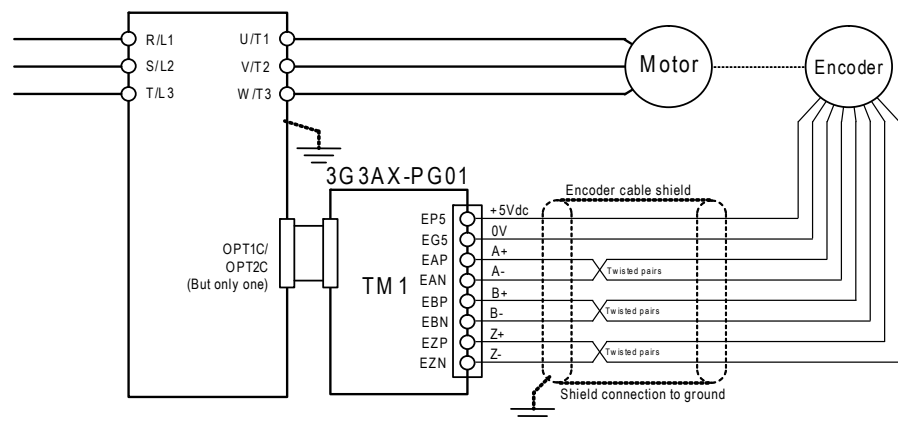 R/L1 U/T1
S/L2 V/T2
T/L3 W/T3
Motor
Encoder
3G3AX-PG01
Encoder cable shield
OPT1C/
OPT2C
(But only one)
TM1
EP5 +5Vdc
EG5 0V
EAP A+
EAN A-
Twisted pairs
EBP B+
EBN B-
Twisted pairs
EZP Z+
EZN Z-
Twisted pairs
Shield connection to ground